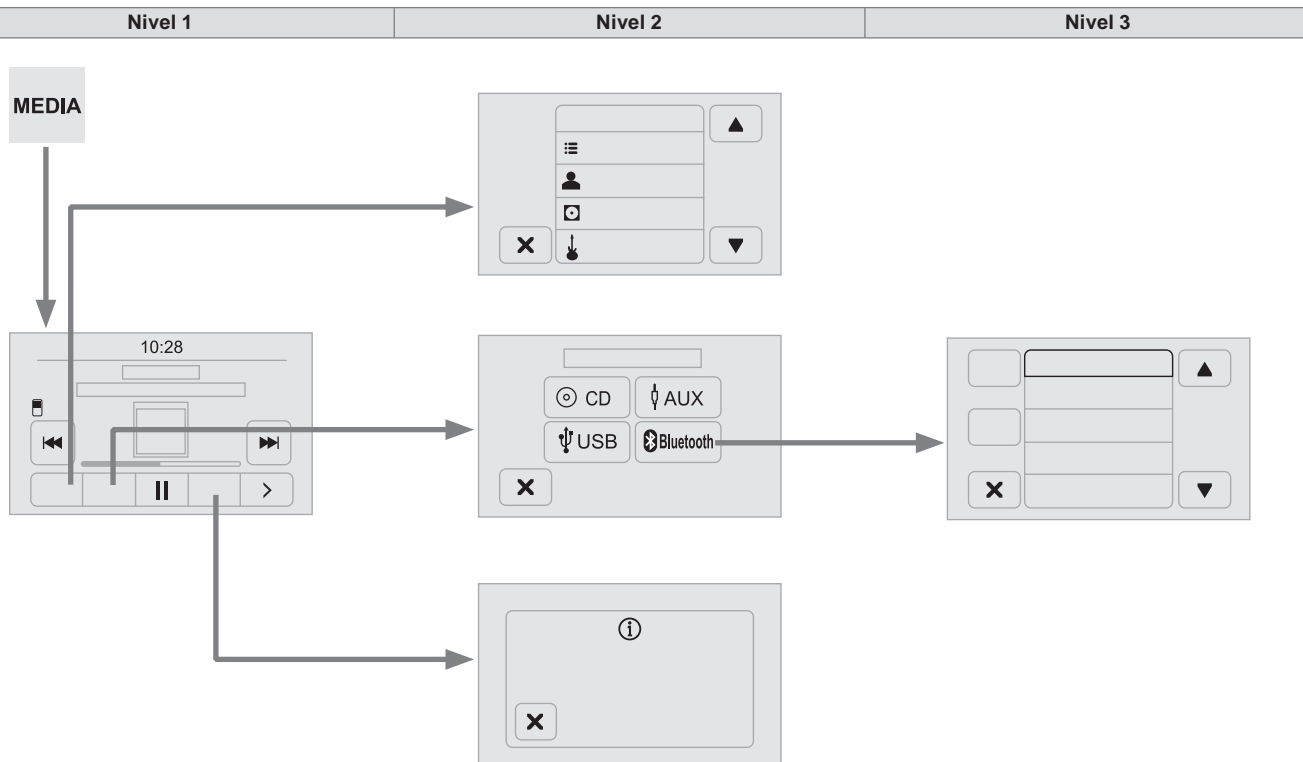 Nivel 1
Nivel 2
Nivel 3
MEDIA
10:28
CD
AUX
USB
Bluetooth